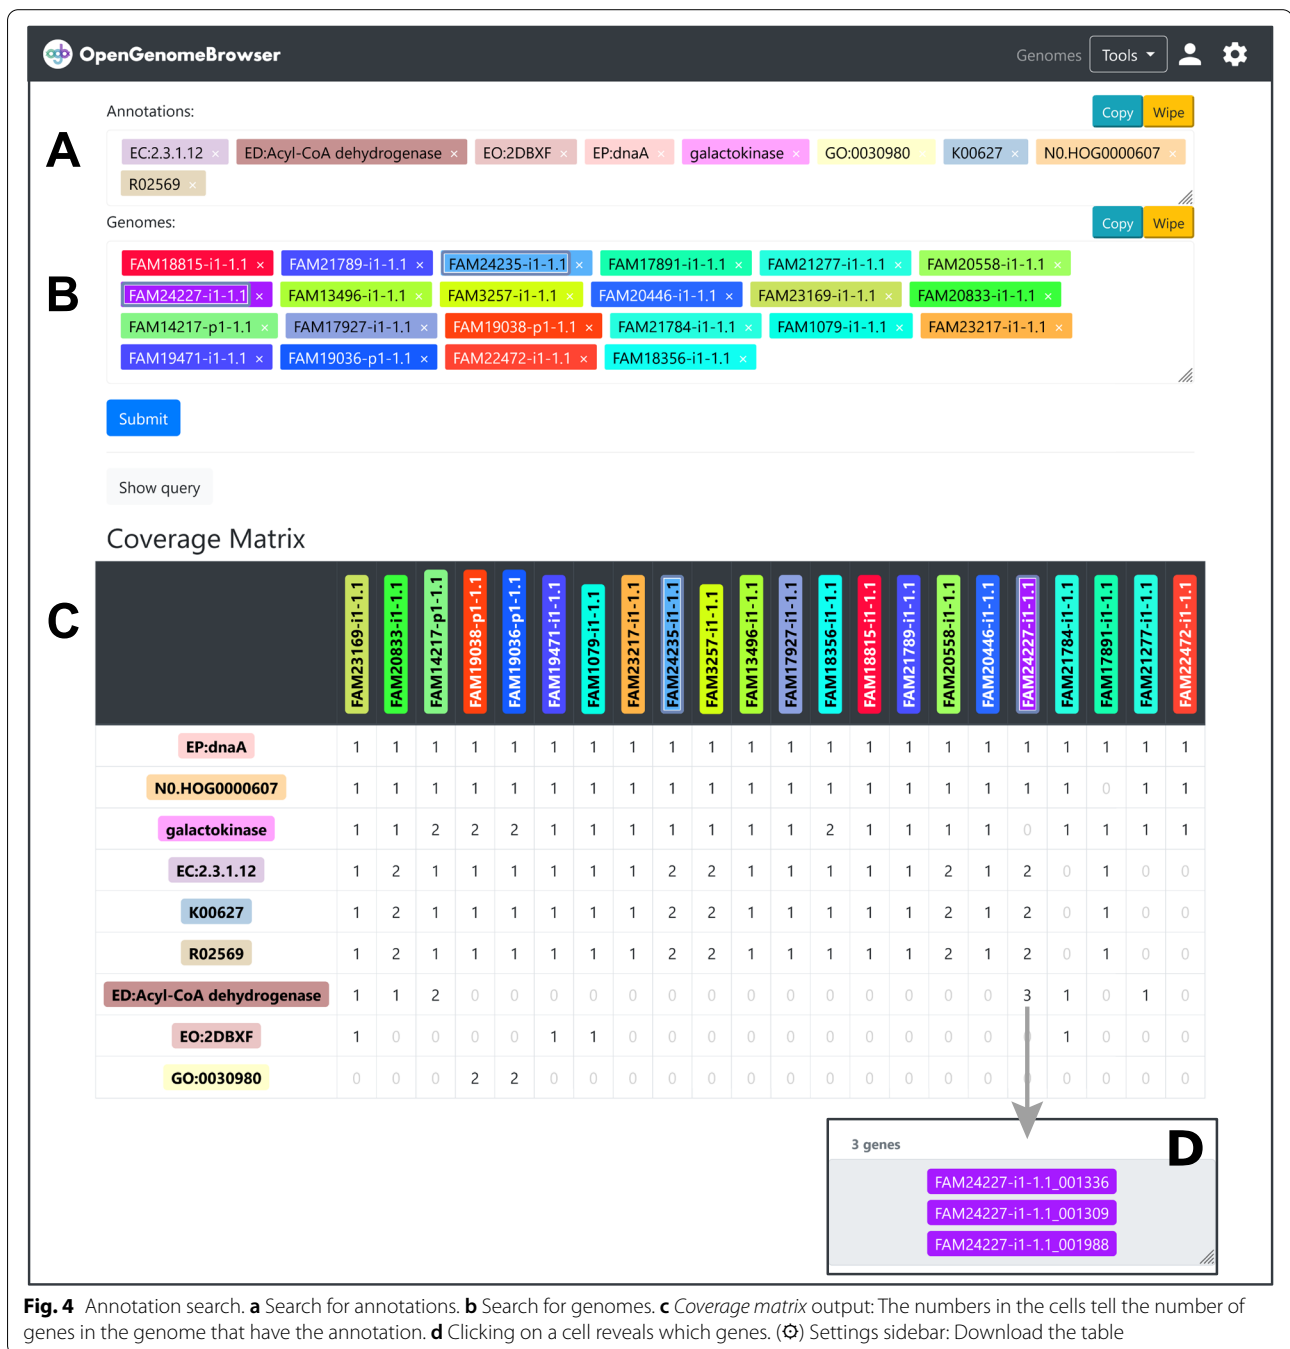 OpenGenomeBrowser Genomes Tools
Annotations: Copy Wipe
A
EC:2.3.1.12 × ED:Acyl-CoA dehydrogenase × EO:2DBXF × EP:dnaA × galactokinase × GO:0030980 × K00627 × N0.HOG0000607 ×
R02569 ×
Genomes: Copy Wipe
B
FAM18815-i1-1.1 × FAM21789-i1-1.1 × FAM24235-i1-1.1 × FAM17891-i1-1.1 × FAM21277-i1-1.1 × FAM20558-i1-1.1 ×
FAM24227-i1-1.1 × FAM13496-i1-1.1 × FAM3257-i1-1.1 × FAM20446-i1-1.1 × FAM23169-i1-1.1 × FAM20833-i1-1.1 ×
FAM14217-p1-1.1 × FAM17927-i1-1.1 × FAM19038-p1-1.1 × FAM21784-i1-1.1 × FAM1079-i1-1.1 × FAM23217-i1-1.1 ×
FAM19471-i1-1.1 × FAM19036-p1-1.1 × FAM22472-i1-1.1 × FAM18356-i1-1.1 ×
Submit
Show query
Coverage Matrix
C
FAM23169-i1-1.1 FAM20833-i1-1.1 FAM14217-p1-1.1 FAM19038-p1-1.1 FAM19036-p1-1.1 FAM19471-i1-1.1 FAM1079-i1-1.1 FAM23217-i1-1.1 FAM24235-i1-1.1 FAM3257-i1-1.1 FAM13496-i1-1.1 FAM17927-i1-1.1 FAM18356-i1-1.1 FAM18815-i1-1.1 FAM21789-i1-1.1 FAM20558-i1-1.1 FAM20446-i1-1.1 FAM24227-i1-1.1 FAM21784-i1-1.1 FAM17891-i1-1.1 FAM21277-i1-1.1 FAM22472-i1-1.1
EP:dnaA 1 1 1 1 1 1 1 1 1 1 1 1 1 1 1 1 1 1 1 1 1 1
N0.HOG0000607 1 1 1 1 1 1 1 1 1 1 1 1 1 1 1 1 1 1 1 0 1 1
galactokinase 1 1 2 2 2 1 1 1 1 1 1 1 2 1 1 1 1 0 1 1 1 1
EC:2.3.1.12 1 2 1 1 1 1 1 1 2 2 1 1 1 1 1 2 1 2 0 1 0 0
K00627 1 2 1 1 1 1 1 1 2 2 1 1 1 1 1 2 1 2 0 1 0 0
R02569 1 2 1 1 1 1 1 1 2 2 1 1 1 1 1 2 1 2 0 1 0 0
ED:Acyl-CoA dehydrogenase 1 1 2 0 0 0 0 0 0 0 0 0 0 0 0 0 0 3 1 0 1 0
EO:2DBXF 1 0 0 0 0 1 1 0 0 0 0 0 0 0 0 0 0 0 1 0 0 0
GO:0030980 0 0 0 2 2 0 0 0 0 0 0 0 0 0 0 0 0 0 0 0 0 0
3 genes D
FAM24227-i1-1.1_001336
FAM24227-i1-1.1_001309
FAM24227-i1-1.1_001988
Fig. 4 Annotation search. a Search for annotations. b Search for genomes. c Coverage matrix output: The numbers in the cells tell the number of
genes in the genome that have the annotation. d Clicking on a cell reveals which genes. (⚙) Settings sidebar: Download the table